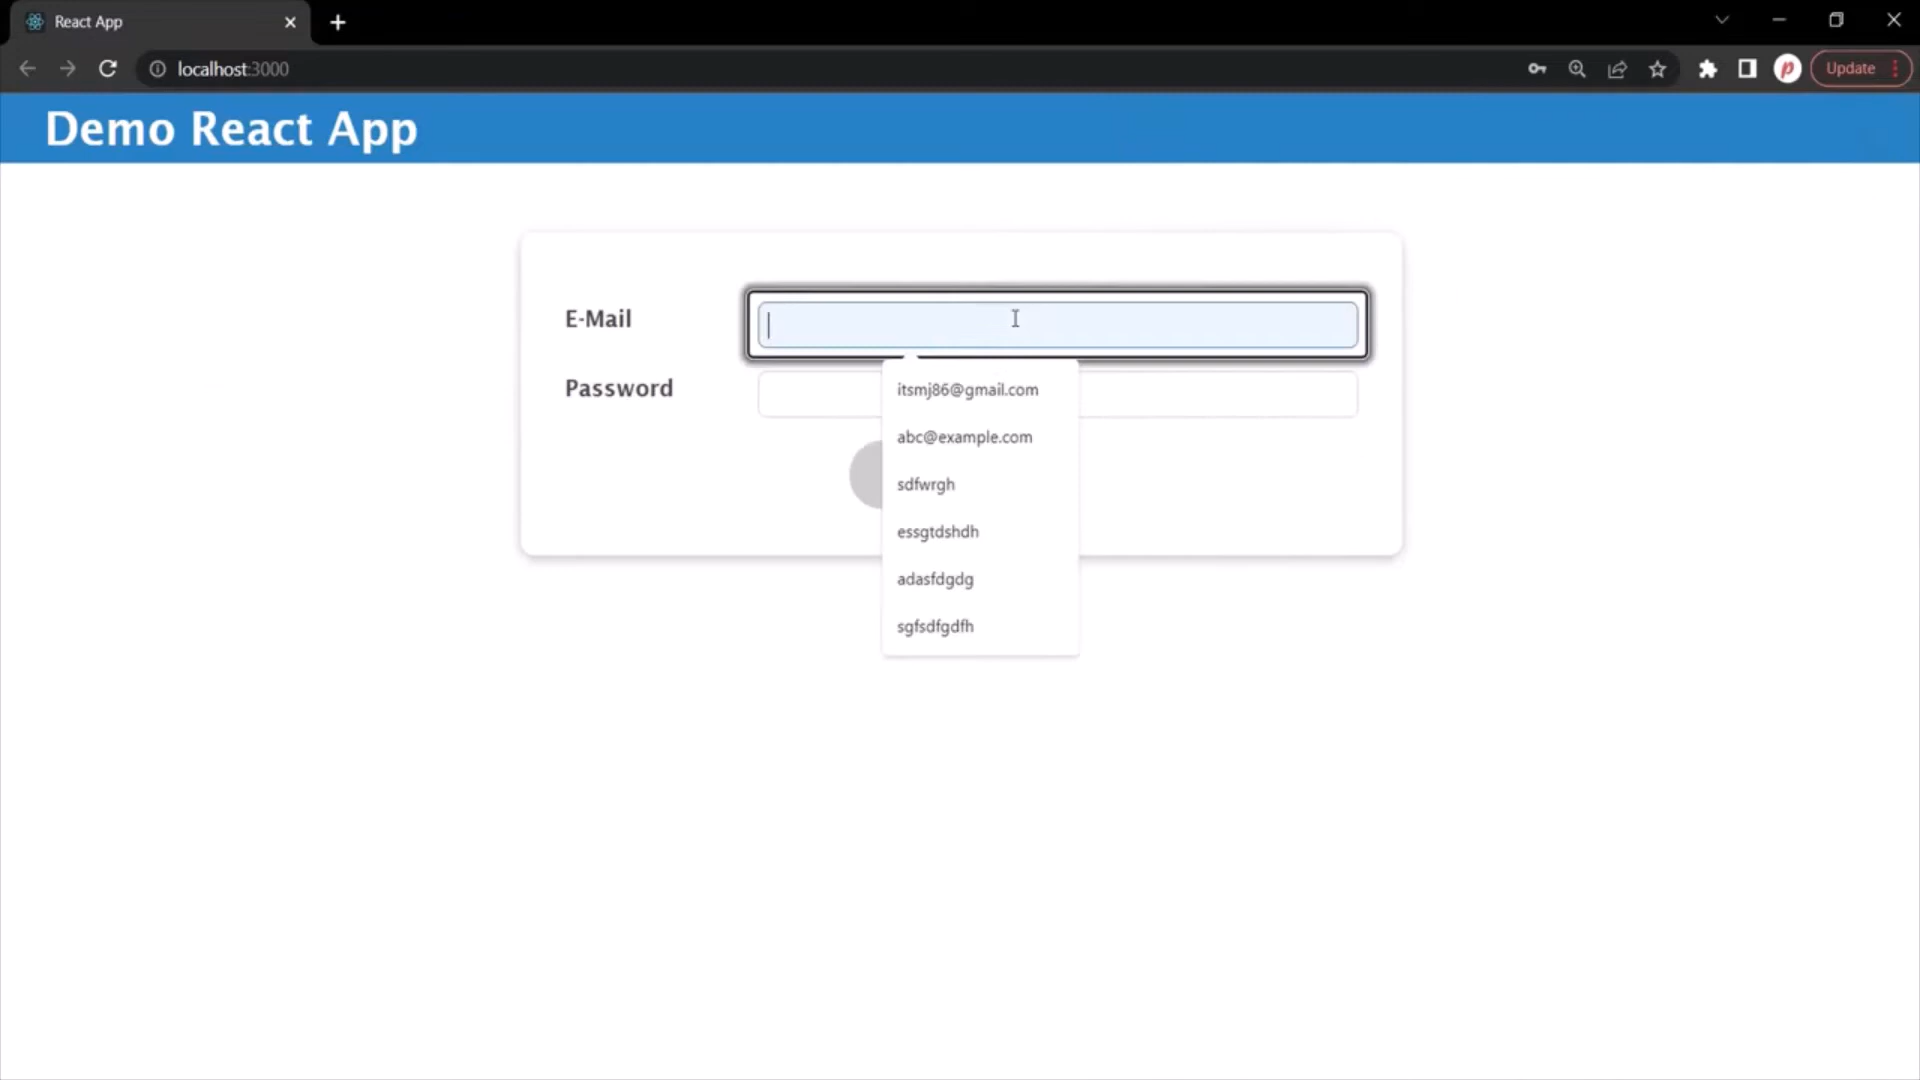 React App
localhost:3000
Update
Demo React App
E-Mail
Password
itsmj86@gmail.com
abc@example.com
sdfwrgh
essgtdshdh
adasfdgdg
sgfsdfgdfh